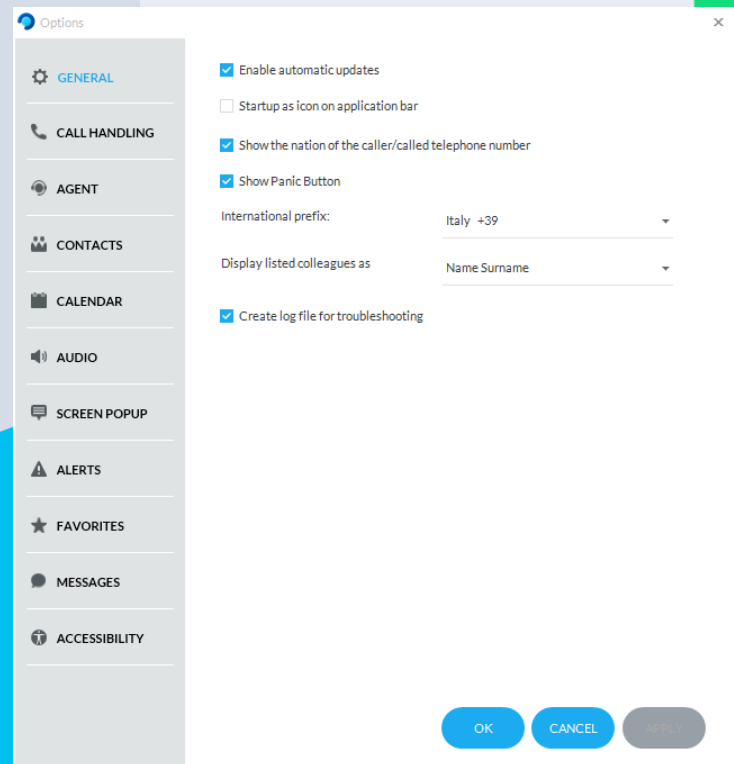 Options
GENERAL
CALL HANDLING
AGENT
CONTACTS
CALENDAR
AUDIO
SCREEN POPUP
ALERTS
FAVORITES
MESSAGES
ACCESSIBILITY
Enable automatic updates
Startup as icon on application bar
Show the nation of the caller/called telephone number
Show Panic Button
International prefix: Italy +39
Display listed colleagues as Name Surname
Create log file for troubleshooting
OK CANCEL APPLY